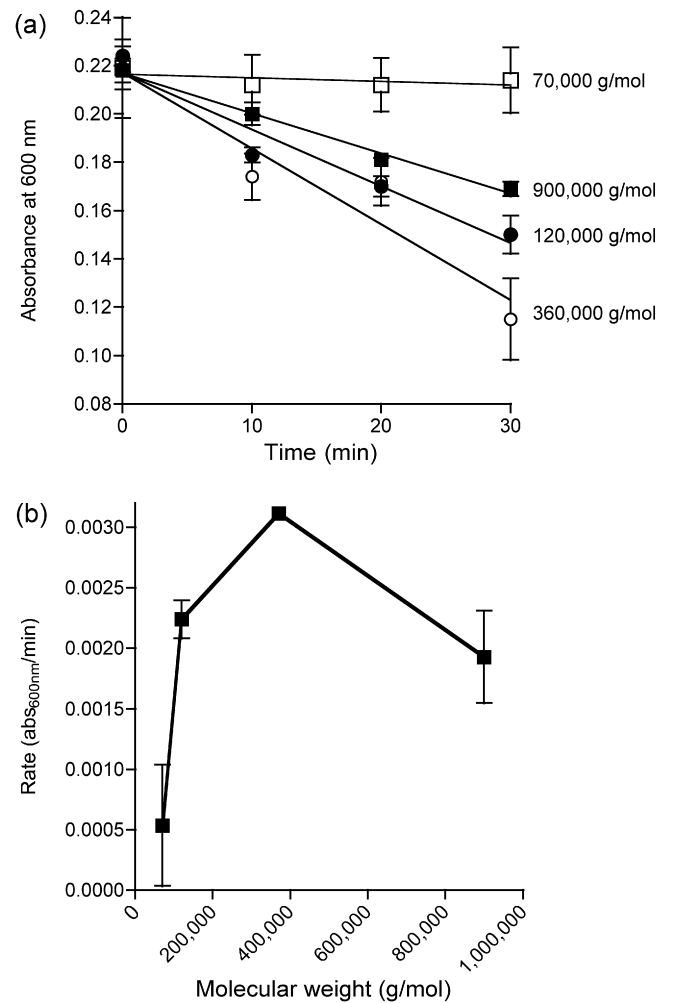 (a)
0.24
0.22
0.20
0.18
0.16
0.14
0.12
0.10
0.08
Absorbance at 600 nm
70,000 g/mol
900,000 g/mol
120,000 g/mol
360,000 g/mol
0
10
20
30
Time (min)
(b)
0.0030
0.0025
0.0020
0.0015
0.0010
0.0005
0.0000
Rate (abs600nm/min)
0
200,000
400,000
600,000
800,000
1,000,000
Molecular weight (g/mol)